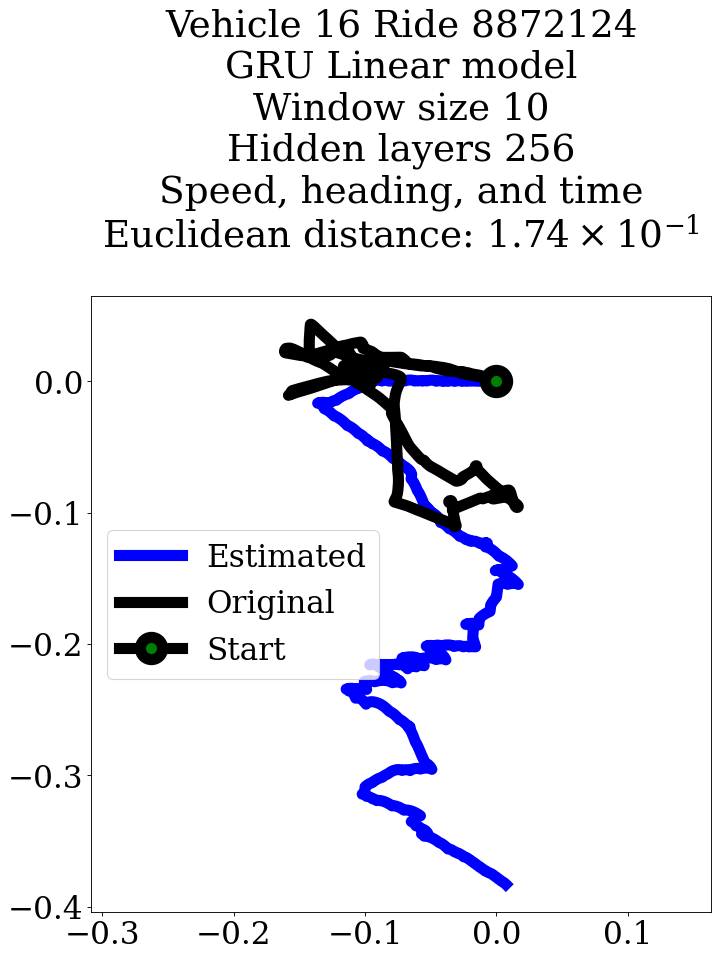 Vehicle 16 Ride 8872124
GRU Linear model
Window size 10
Hidden layers 256
Speed, heading, and time
Euclidean distance: 1.74 × 10⁻¹
0.0
−0.1
−0.2
−0.3
−0.4
Estimated
Original
Start
−0.3 −0.2 −0.1 0.0 0.1